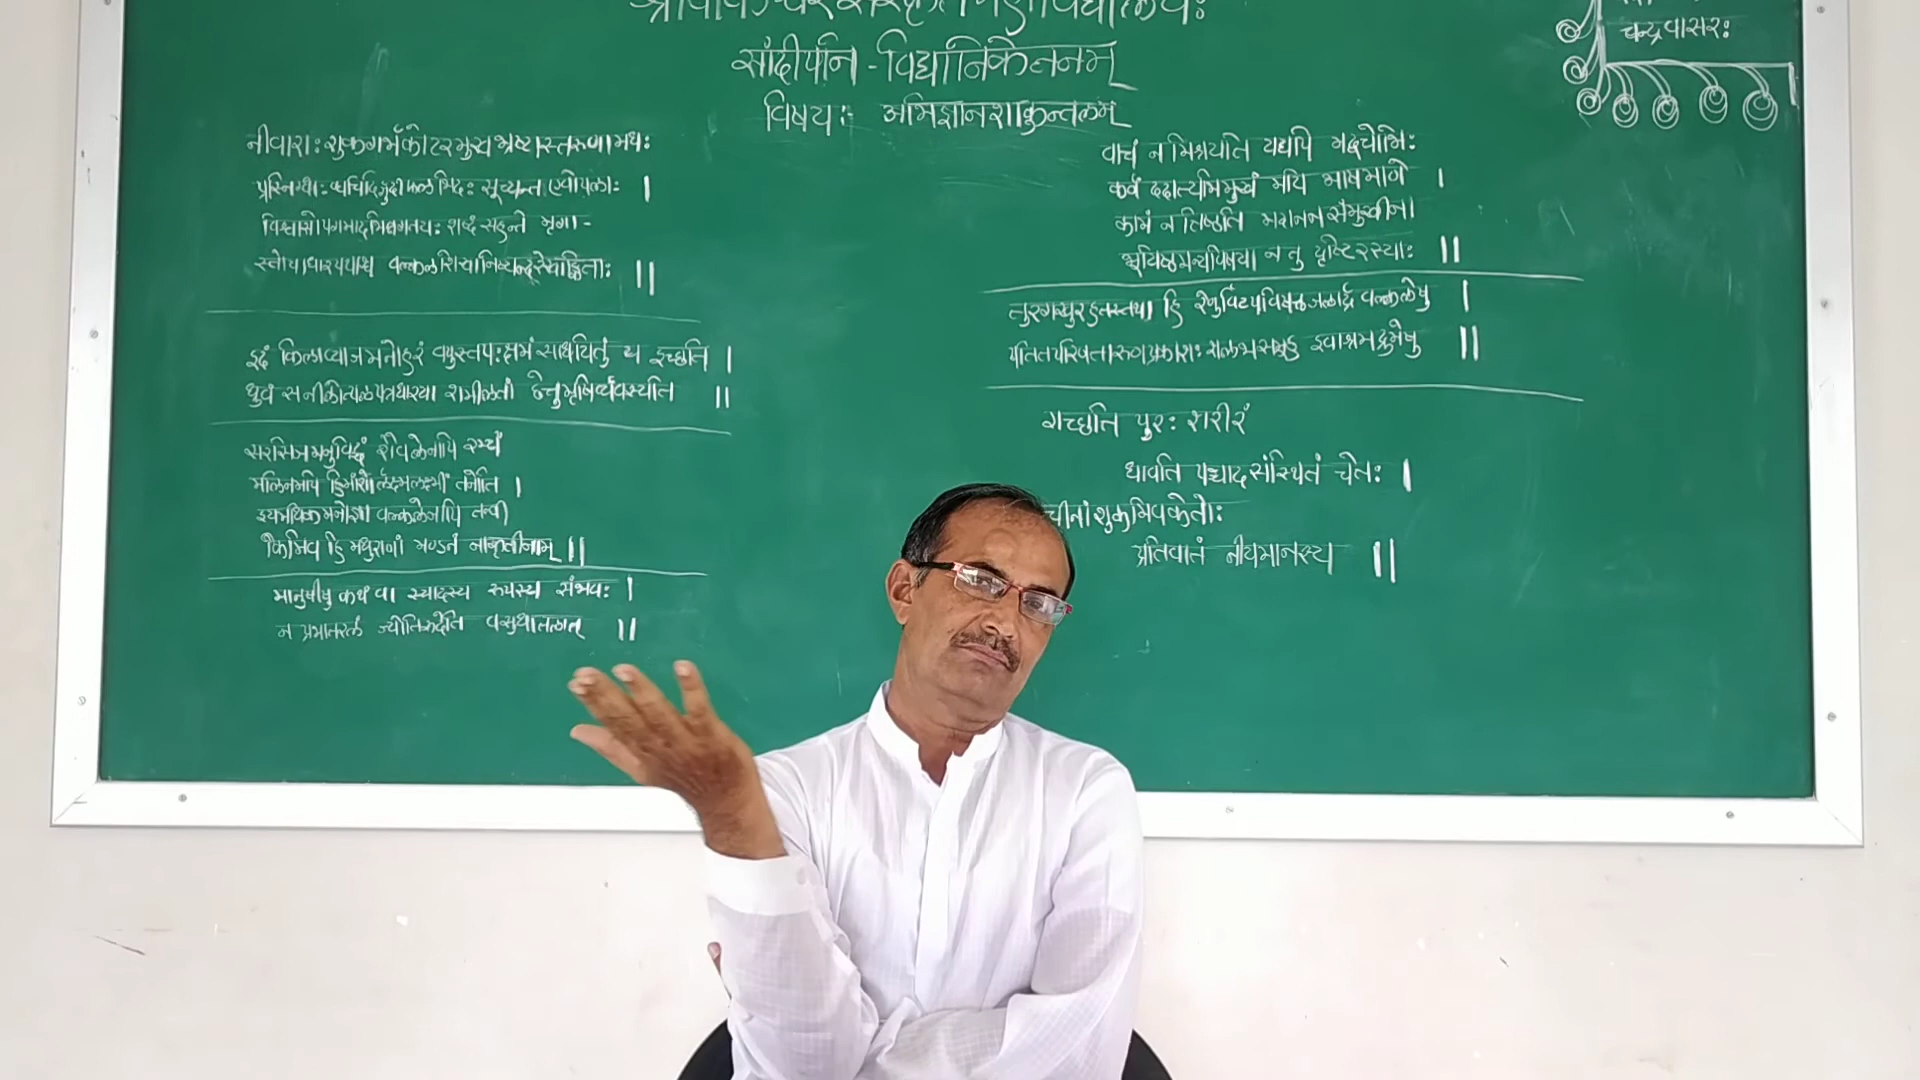 सांदीपनि - विद्यानिकेतनम्
विषयः- अभिज्ञानशाकुन्तलम्
चन्द्रवासरः
नीवाराः शुकगर्भकोटरमुखभ्रष्टास्तरुणामधः
प्रस्निग्धाः क्वचिदिङ्गुदीफलभिदः सूच्यन्त एवोपलाः ।
विश्वासोपगमादभिन्नगतयः शब्दं सहन्ते मृगा -
स्तोयाधारपथाश्च वल्कलशिखानिष्यन्दरेखाङ्किताः ॥
इदं किलाव्याजमनोहरं वपुस्तपःक्षमं साधयितुं य इच्छति ।
ध्रुवं स नीलोत्पलपत्रधारया शमीलतां छेत्तुमृषिर्व्यवस्यति ॥
सरसिजमनुविद्धं शैवलेनापि रम्यं
मलिनमपि हिमांशोर्लक्ष्म लक्ष्मीं तनोति ।
इयमधिकमनोज्ञा वल्कलेनापि तन्वी
किमिव हि मधुराणां मण्डनं नाकृतीनाम् ॥
मानुषीषु कथं वा स्यादस्य रूपस्य संभवः ।
न प्रभातरलं ज्योतिरुदेति वसुधातलात् ॥
वाचं न मिश्रयति यद्यपि मद्वचोभिः
कर्णं ददात्यभिमुखं मयि भाषमाणे ।
कामं न तिष्ठति मदाननसंमुखीना
भूयिष्ठमन्यविषया न तु दृष्टिरस्याः ॥
तुरगखुरहतस्तथा हि रेणुर्विटपविषक्तजलार्द्रवल्कलेषु ।
पतति परिणतारुणप्रकाशः शलभसमूह इवाश्रमद्रुमेषु ॥
गच्छति पुरः शरीरं
धावति पश्चादसंस्थितं चेतः ।
चीनांशुकमिव केतोः
प्रतिवातं नीयमानस्य ॥